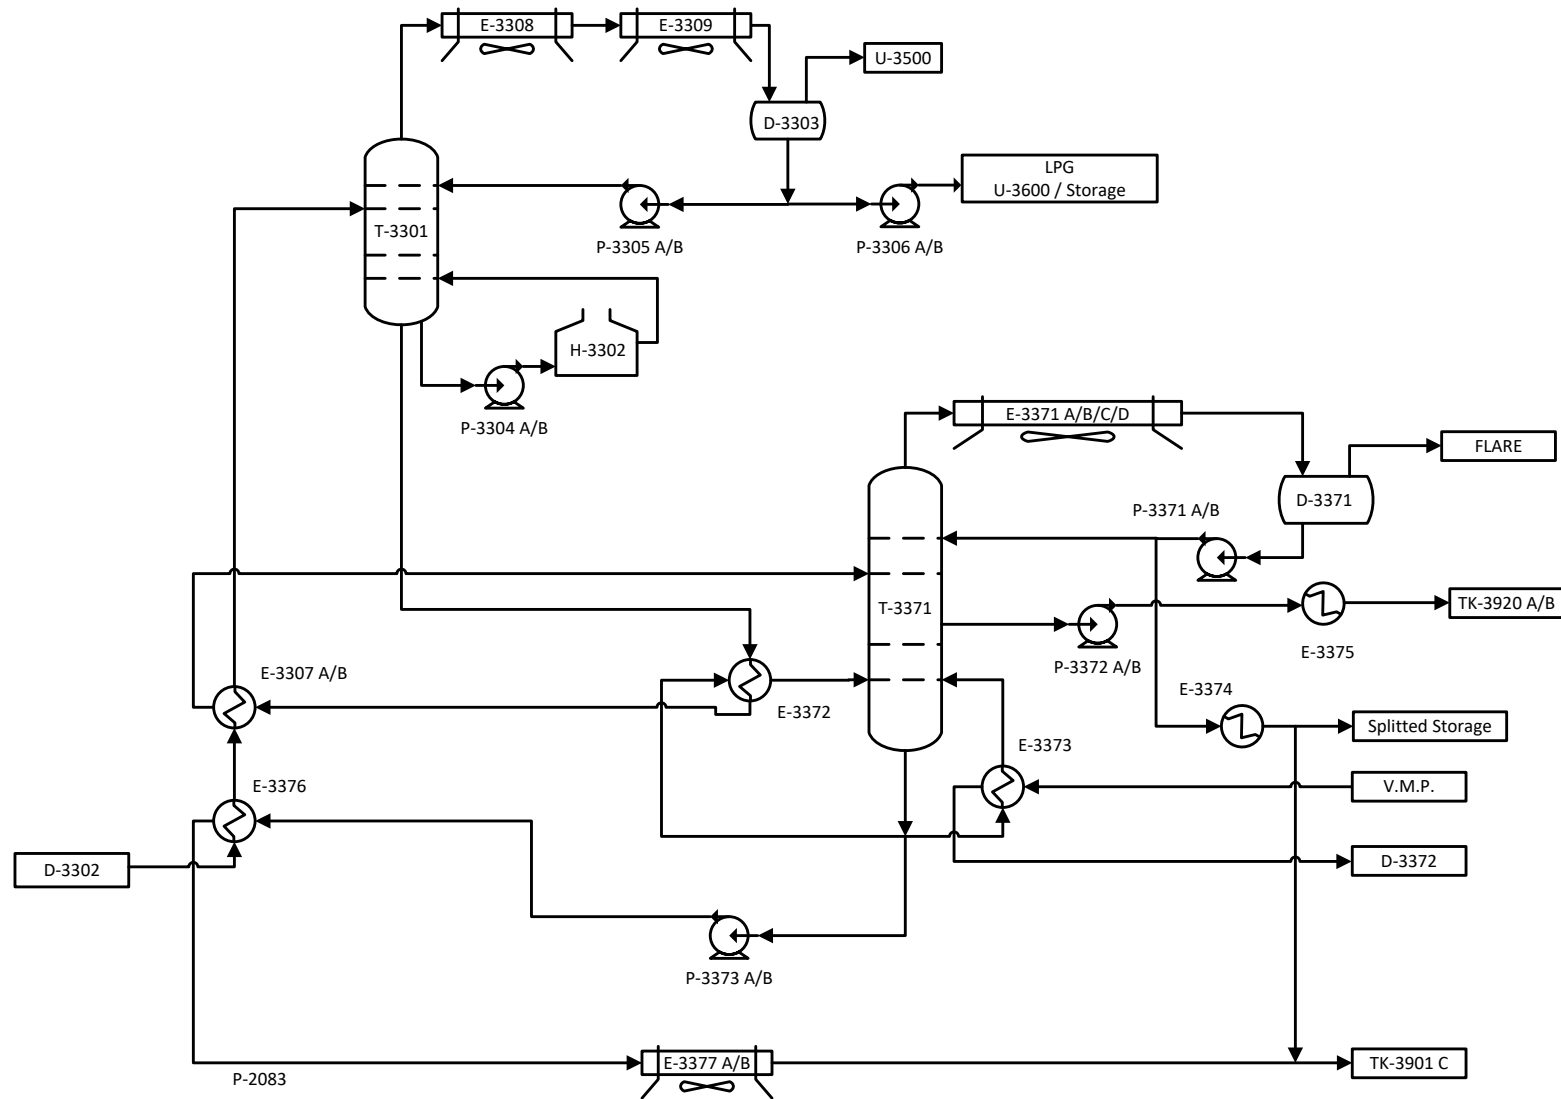 E-3308
E-3309
U-3500
D-3303
LPG
U-3600 / Storage
T-3301
P-3305 A/B
P-3306 A/B
H-3302
P-3304 A/B
E-3371 A/B/C/D
FLARE
D-3371
P-3371 A/B
T-3371
TK-3920 A/B
E-3375
P-3372 A/B
E-3307 A/B
E-3374
E-3372
Splitted Storage
E-3373
E-3376
V.M.P.
D-3302
D-3372
P-3373 A/B
E-3377 A/B
TK-3901 C
P-2083